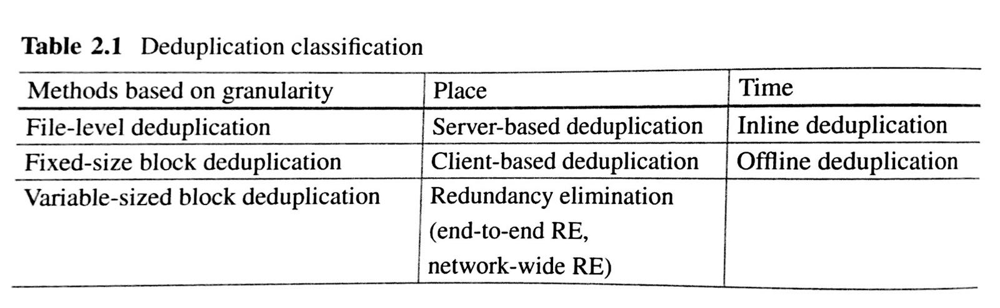 Table 2.1 Deduplication classification
Methods based on granularity Place Time
File-level deduplication Server-based deduplication Inline deduplication
Fixed-size block deduplication Client-based deduplication Offline deduplication
Variable-sized block deduplication Redundancy elimination
(end-to-end RE,
network-wide RE)